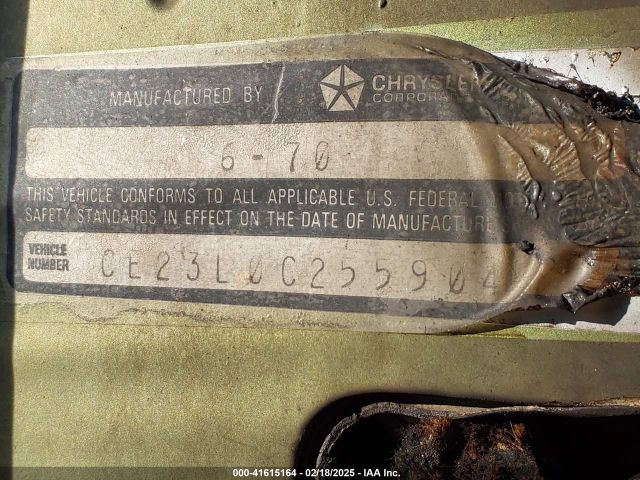 MANUFACTURED BY CHRYSLER
CORPORA
6-70
THIS VEHICLE CONFORMS TO ALL APPLICABLE U.S. FEDERAL
SAFETY STANDARDS IN EFFECT ON THE DATE OF MANUFACTURE
VEHICLE
NUMBER
CE23L0C255904
000-41615164 - 02/18/2025 - IAA Inc.